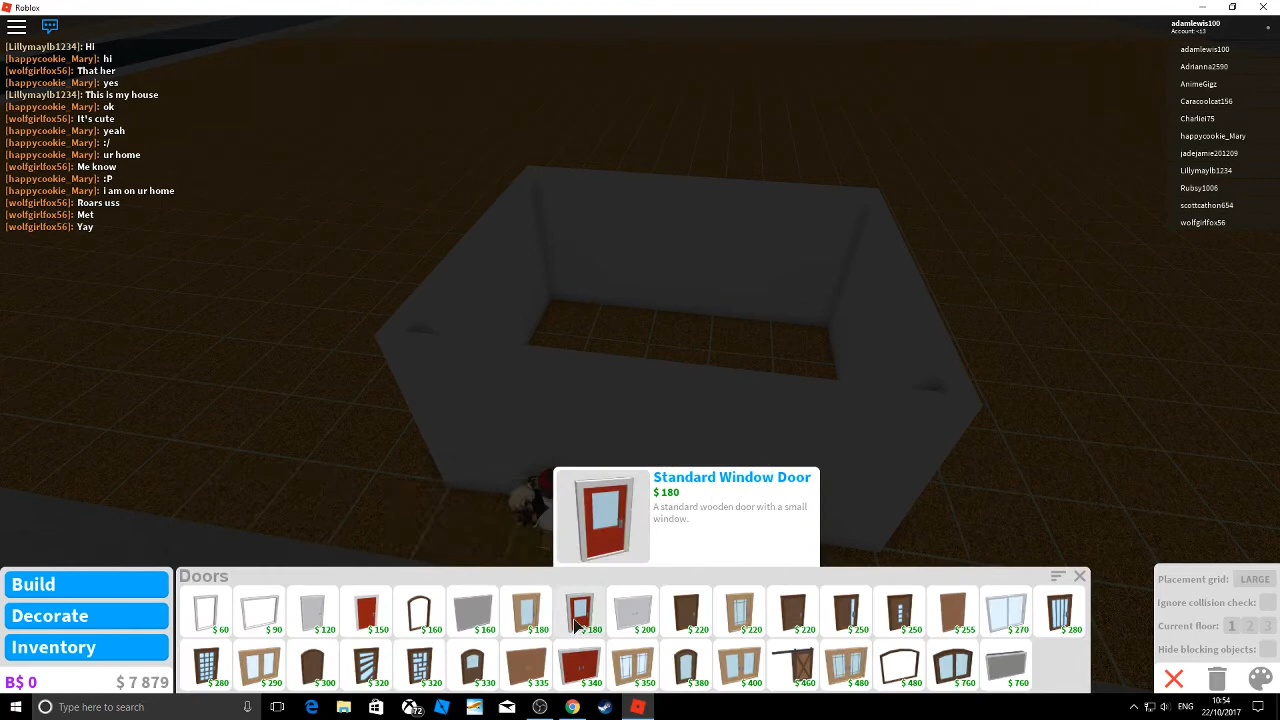 Roblox
adamlewis100
Account: <13
[Lillymaylb1234]: Hi
[happycookie_Mary]: hi
[wolfgirlfox56]: That her
[happycookie_Mary]: yes
[Lillymaylb1234]: This is my house
[happycookie_Mary]: ok
[wolfgirlfox56]: It's cute
[happycookie_Mary]: yeah
[happycookie_Mary]: :/
[happycookie_Mary]: ur home
[wolfgirlfox56]: Me know
[happycookie_Mary]: :P
[happycookie_Mary]: i am on ur home
[wolfgirlfox56]: Roars uss
[wolfgirlfox56]: Met
[wolfgirlfox56]: Yay
adamlewis100
Adrianna2590
AnimeGigz
Caracoolcat156
Charliei75
happycookie_Mary
jadejamie201209
Lillymaylb1234
Rubsy1006
scottcathon654
wolfgirlfox56
Standard Window Door
$ 180
A standard wooden door with a small
window.
Build
Decorate
Inventory
B$ 0 $ 7 879
Doors
$ 60 $ 90 $ 120 $ 150 $ 160 $ 160 $ 180 $ 180 $ 200 $ 220 $ 220 $ 220 $ 250 $ 250 $ 255 $ 270 $ 280
$ 280 $ 290 $ 300 $ 320 $ 320 $ 330 $ 335 $ 340 $ 350 $ 380 $ 400 $ 460 $ 480 $ 480 $ 760 $ 760
Placement grid: LARGE
Ignore collision check:
Current floor: 1 2 3
Hide blocking objects:
Type here to search
72
ENG
10:54
22/10/2017